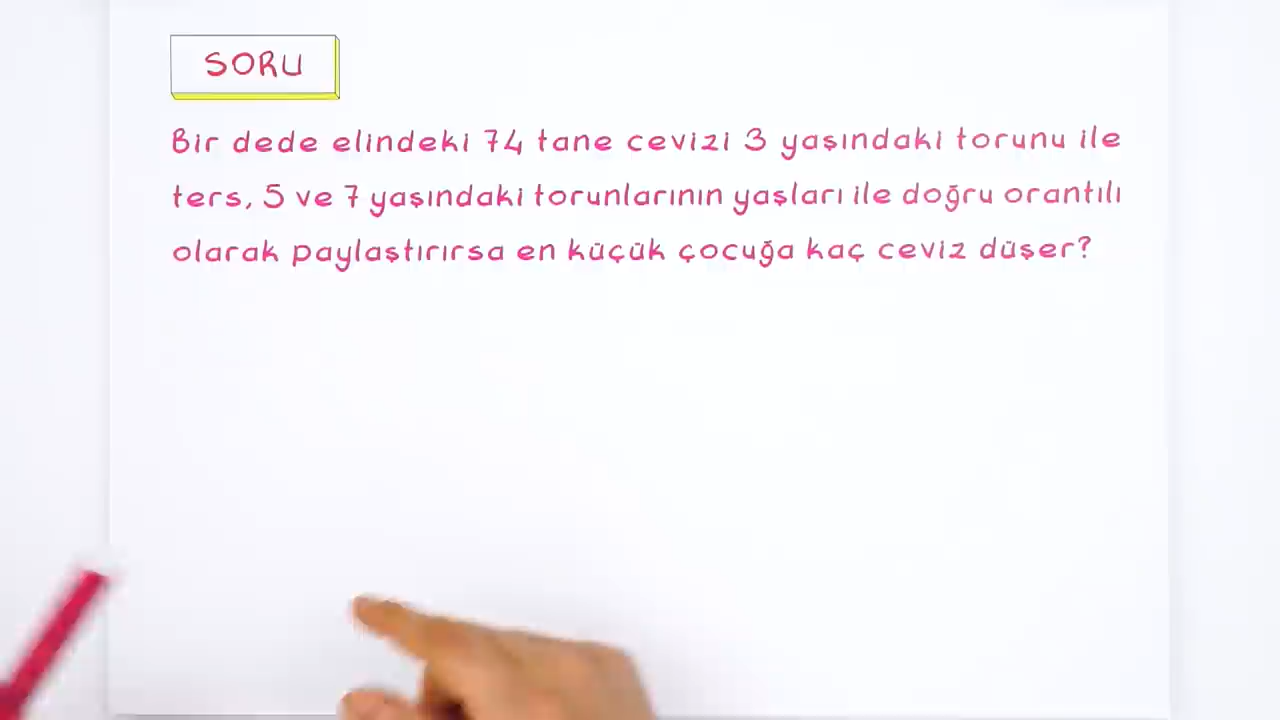 SORU
Bir dede elindeki 74 tane cevizi 3 yaşındaki torunu ile
ters, 5 ve 7 yaşındaki torunlarının yaşları ile doğru orantılı
olarak paylaştırırsa en küçük çocuğa kaç ceviz düşer?